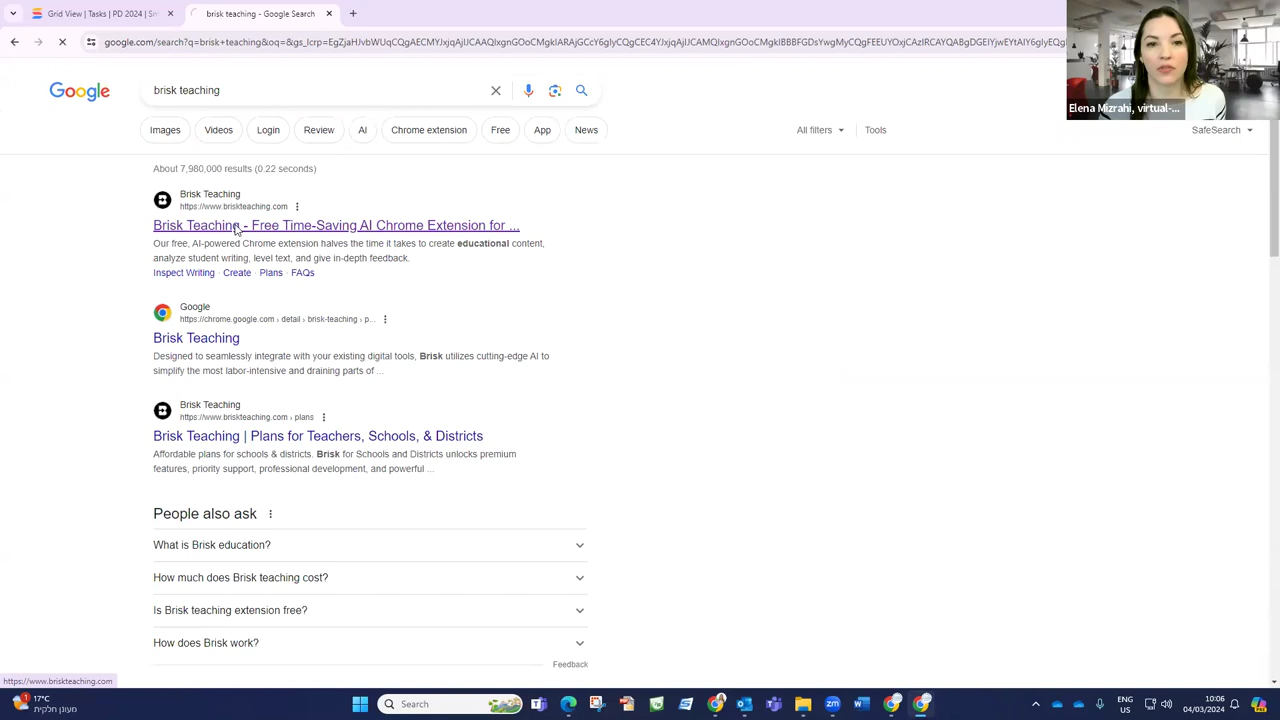 Grid View | Tasks | PD 2024 | Sm
brisk teaching - Google Search
Elena Mizrahi, virtual-...
Google
brisk teaching
Images
Videos
Login
Review
AI
Chrome extension
Free
App
News
All filters
Tools
SafeSearch
About 7,980,000 results (0.22 seconds)
Brisk Teaching
https://www.briskteaching.com
Brisk Teaching - Free Time-Saving AI Chrome Extension for ...
Our free, AI-powered Chrome extension halves the time it takes to create educational content,
analyze student writing, level text, and give in-depth feedback.
Inspect Writing · Create · Plans · FAQs
Google
https://chrome.google.com › detail › brisk-teaching › p...
Brisk Teaching
Designed to seamlessly integrate with your existing digital tools, Brisk utilizes cutting-edge AI to
simplify the most labor-intensive and draining parts of ...
Brisk Teaching
https://www.briskteaching.com › plans
Brisk Teaching | Plans for Teachers, Schools, & Districts
Affordable plans for schools & districts. Brisk for Schools and Districts unlocks premium
features, priority support, professional development, and powerful ...
People also ask
What is Brisk education?
How much does Brisk teaching cost?
Is Brisk teaching extension free?
How does Brisk work?
Feedback
https://www.briskteaching.com
1
17°C
מעונן חלקית
Search
ENG
US
10:06
04/03/2024